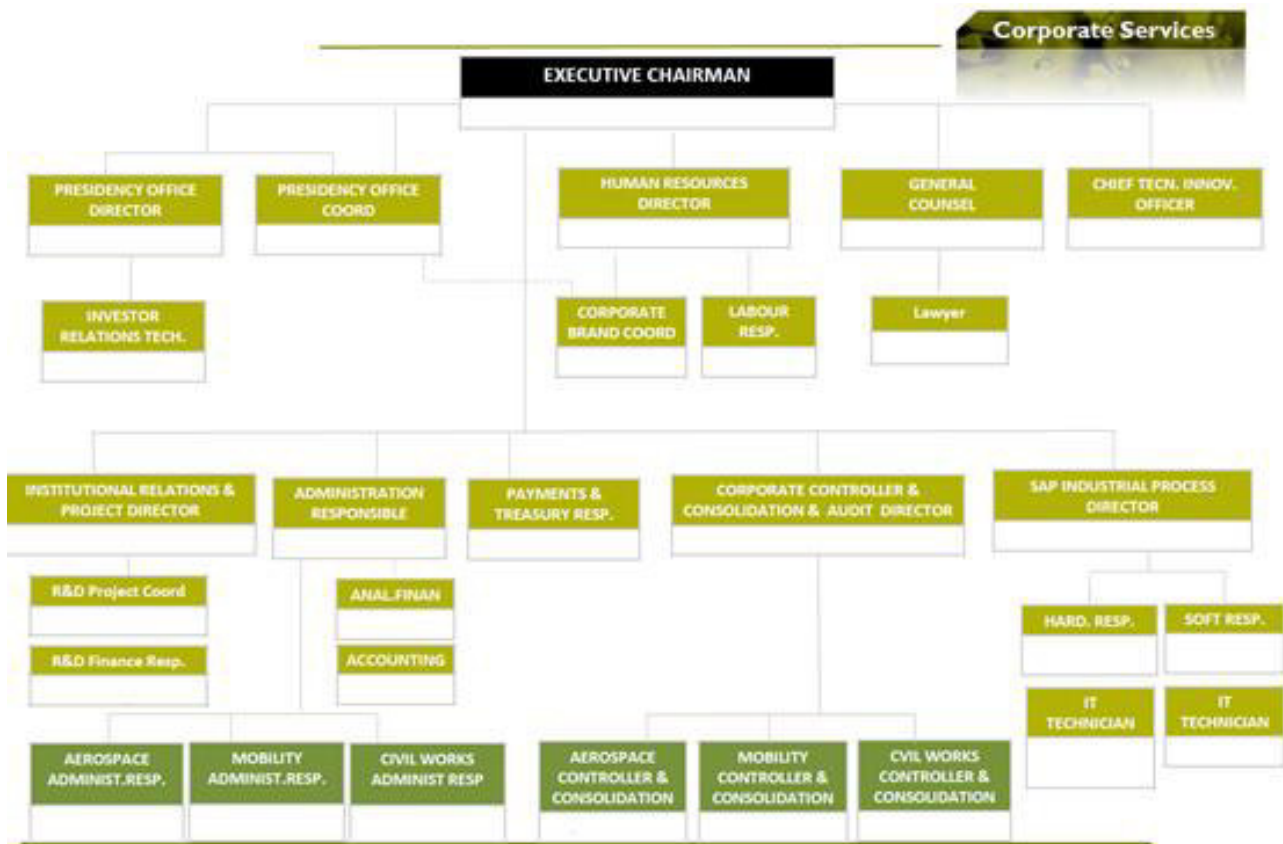 Corporate Services
EXECUTIVE CHAIRMAN
PRESIDENCY OFFICE
DIRECTOR
PRESIDENCY OFFICE
COORD
HUMAN RESOURCES
DIRECTOR
GENERAL
COUNSEL
CHIEF TECN. INNOV.
OFFICER
INVESTOR
RELATIONS TECH.
CORPORATE
BRAND COORD
LABOUR
RESP.
Lawyer
INSTITUTIONAL RELATIONS &
PROJECT DIRECTOR
ADMINISTRATION
RESPONSIBLE
PAYMENTS &
TREASURY RESP.
CORPORATE CONTROLLER &
CONSOLIDATION & AUDIT DIRECTOR
SAP INDUSTRIAL PROCESS
DIRECTOR
R&D Project Coord
ANAL.FINAN
HARD. RESP.
SOFT RESP.
R&D Finance Resp.
ACCOUNTING
IT
TECHNICIAN
IT
TECHNICIAN
AEROSPACE
ADMINIST.RESP.
MOBILITY
ADMINIST.RESP.
CIVIL WORKS
ADMINIST RESP
AEROSPACE
CONTROLLER &
CONSOLIDATION
MOBILITY
CONTROLLER &
CONSOLIDATION
CVIL WORKS
CONTROLLER &
CONSOLIDATION